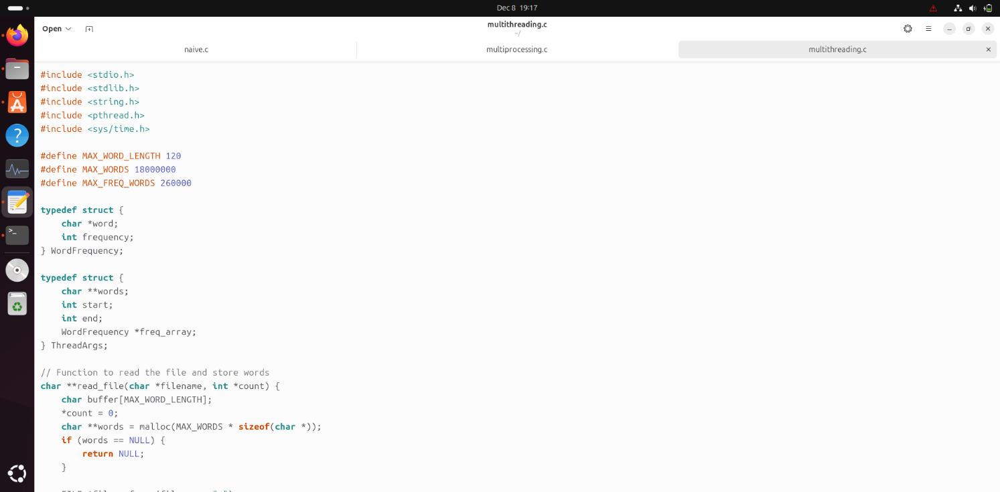 Dec 8 19:17
Open
multithreading.c
~/
naive.c
multiprocessing.c
multithreading.c
#include <stdio.h>
#include <stdlib.h>
#include <string.h>
#include <pthread.h>
#include <sys/time.h>
#define MAX_WORD_LENGTH 120
#define MAX_WORDS 18000000
#define MAX_FREQ_WORDS 260000
typedef struct {
    char *word;
    int frequency;
} WordFrequency;
typedef struct {
    char **words;
    int start;
    int end;
    WordFrequency *freq_array;
} ThreadArgs;
// Function to read the file and store words
char **read_file(char *filename, int *count) {
    char buffer[MAX_WORD_LENGTH];
    *count = 0;
    char **words = malloc(MAX_WORDS * sizeof(char *));
    if (words == NULL) {
        return NULL;
    }